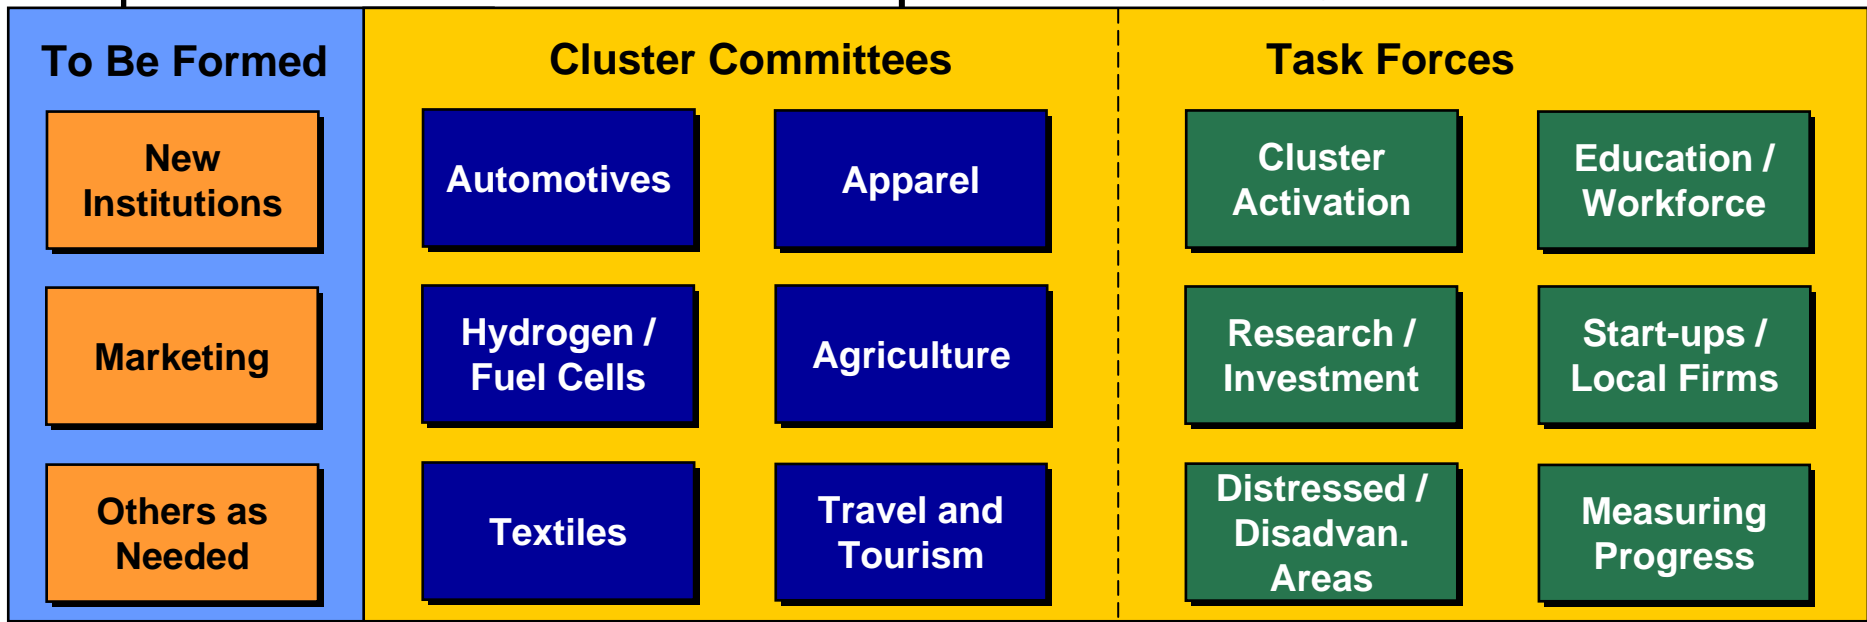 To Be Formed
New
Institutions
Marketing
Others as
Needed
Cluster Committees
Automotives
Apparel
Hydrogen /
Fuel Cells
Agriculture
Textiles
Travel and
Tourism
Task Forces
Cluster
Activation
Education /
Workforce
Research /
Investment
Start-ups /
Local Firms
Distressed /
Disadvan.
Areas
Measuring
Progress